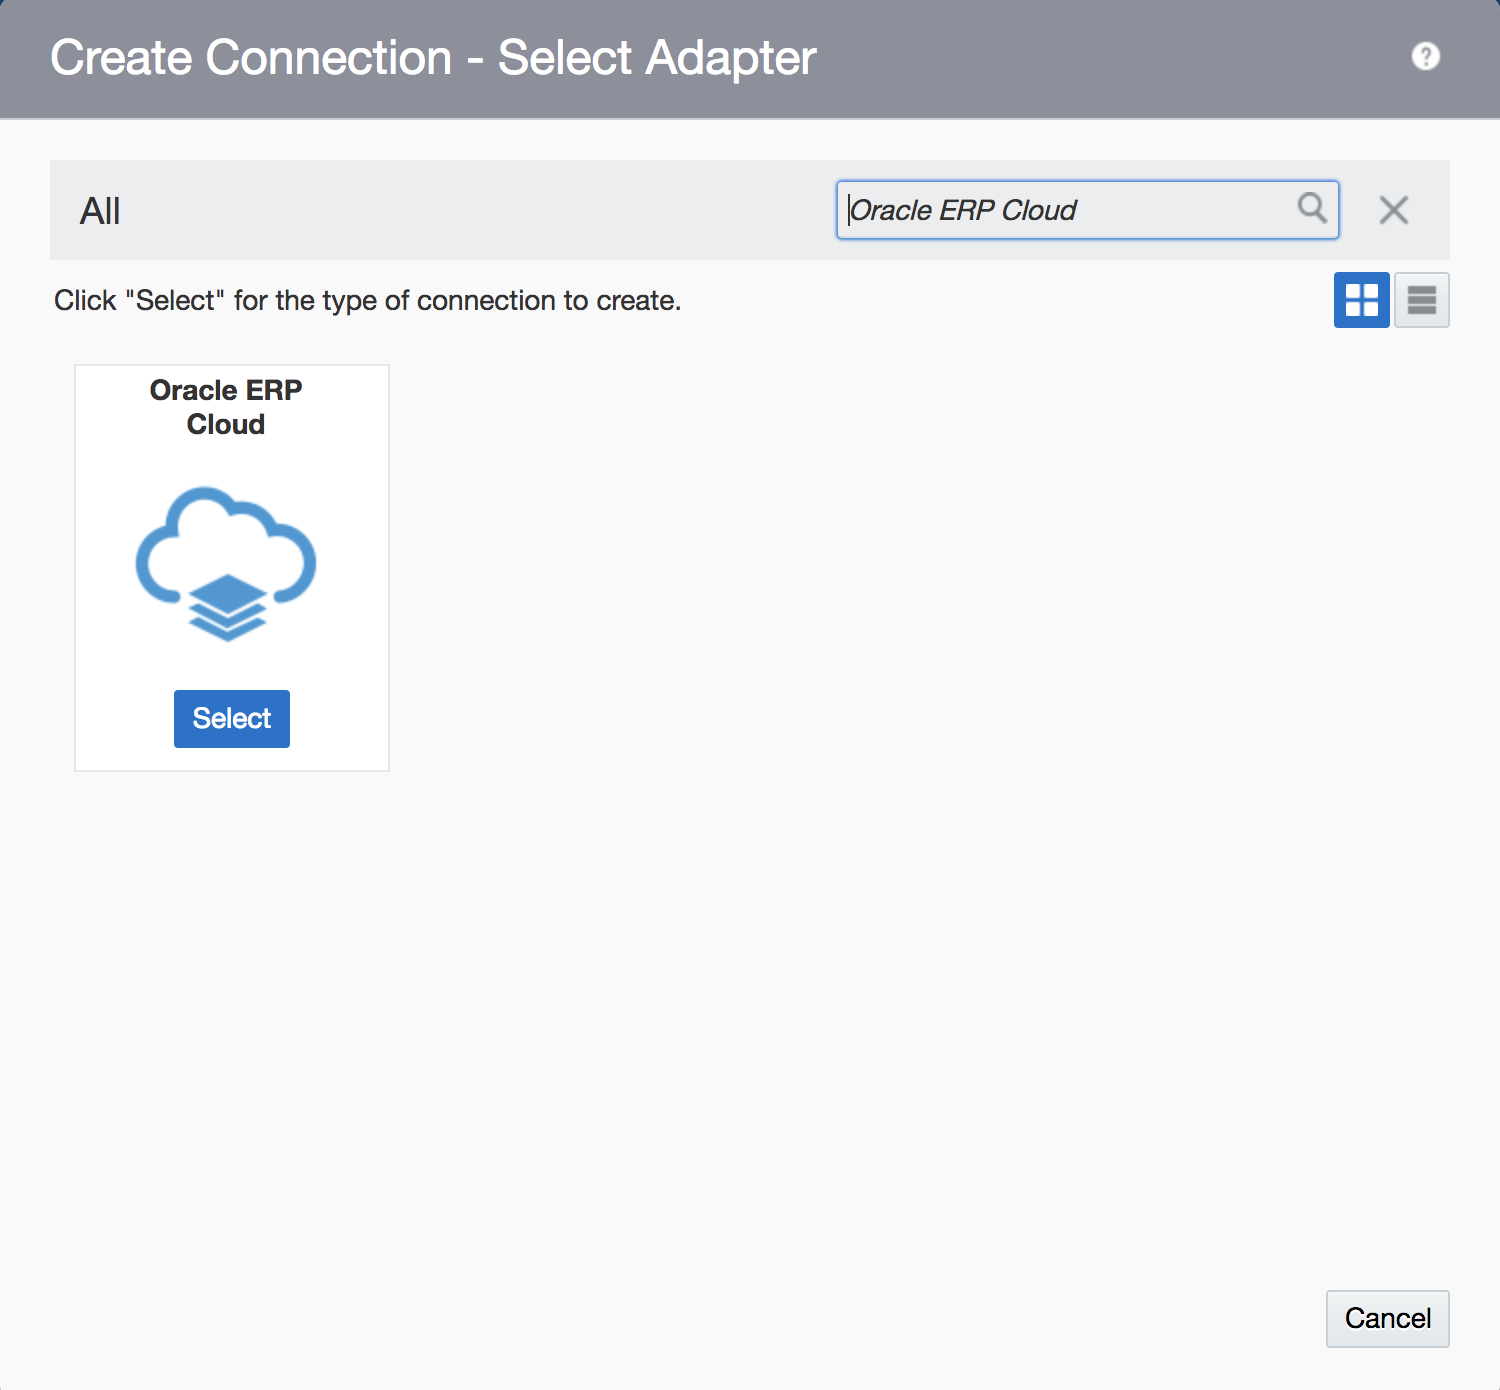 Create Connection - Select Adapter
?
All
Oracle ERP Cloud
Click "Select" for the type of connection to create.
Oracle ERP
Cloud
Select
Cancel